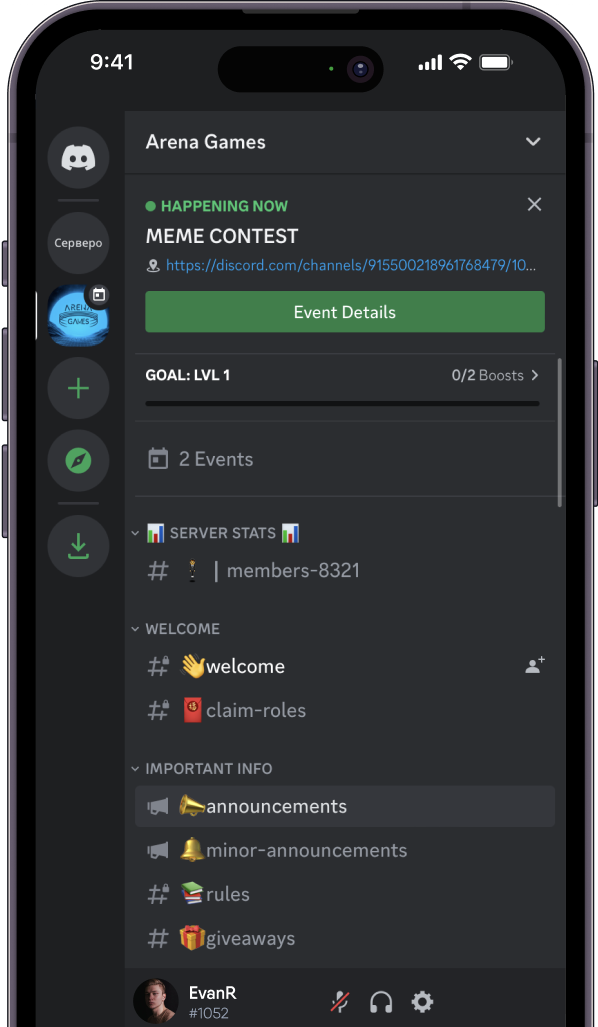 9:41
Arena Games
HAPPENING NOW
MEME CONTEST
https://discord.com/channels/915500218961768479/10...
Event Details
GOAL: LVL 1
0/2 Boosts
Серверо
ARENA
GAMES
2 Events
SERVER STATS
# | members-8321
WELCOME
# welcome
# claim-roles
IMPORTANT INFO
announcements
minor-announcements
# rules
# giveaways
EvanR
#1052